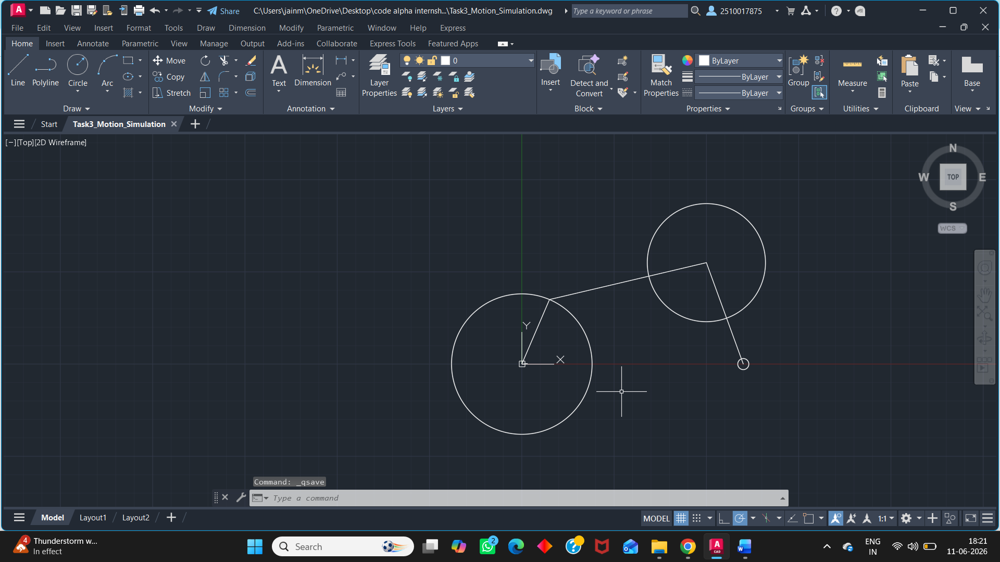 A CAD
Share
C:\Users\jainm\OneDrive\Desktop\code alpha internsh...\Task3_Motion_Simulation.dwg
Type a keyword or phrase
2510017875
File Edit View Insert Format Tools Draw Dimension Modify Parametric Window Help Express
Home Insert Annotate Parametric View Manage Output Add-ins Collaborate Express Tools Featured Apps
Line
Polyline
Circle
Arc
Draw
Move
Copy
Stretch
Modify
Text
Dimension
Annotation
Layer
Properties
0
Layers
Insert
Detect and
Convert
Block
Match
Properties
ByLayer
ByLayer
ByLayer
Properties
Group
Groups
Measure
Utilities
Paste
Clipboard
Base
View
Start
Task3_Motion_Simulation
[−][Top][2D Wireframe]
N
W
TOP
E
S
WCS
Y
X
Command: _qsave
Type a command
Model Layout1 Layout2
MODEL
1:1
4
Thunderstorm w...
In effect
Search
2
ENG
IN
18:21
11-06-2026